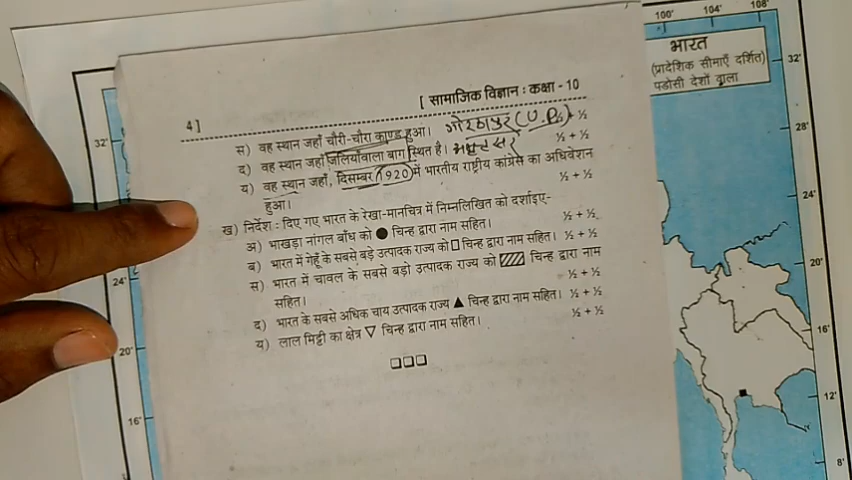 100° 104° 108°
भारत
(प्रादेशिक सीमाएँ दर्शित)
पडोसी देशों वाला
32°
28°
24°
20°
16°
12°
8°
32°
24°
20°
16°
4] [ सामाजिक विज्ञान : कक्षा - 10
स) वह स्थान जहाँ चौरी-चौरा काण्ड हुआ। गोरखपुर (U.P.) ½
द) वह स्थान जहाँ जलियाँवाला बाग स्थित है। ½ + ½
य) वह स्थान जहाँ, दिसम्बर 1920 में भारतीय राष्ट्रीय कांग्रेस का अधिवेशन
हुआ। ½ + ½
ख) निर्देश : दिए गए भारत के रेखा-मानचित्र में निम्नलिखित को दर्शाइए-
अ) भाखड़ा नांगल बाँध को ● चिन्ह द्वारा नाम सहित। ½ + ½
ब) भारत में गेहूँ के सबसे बड़े उत्पादक राज्य को □ चिन्ह द्वारा नाम सहित। ½ + ½
स) भारत में चावल के सबसे बड़ो उत्पादक राज्य को ▨ चिन्ह द्वारा नाम
सहित। ½ + ½
द) भारत के सबसे अधिक चाय उत्पादक राज्य ▲ चिन्ह द्वारा नाम सहित। ½ + ½
य) लाल मिट्टी का क्षेत्र ▽ चिन्ह द्वारा नाम सहित। ½ + ½
□□□